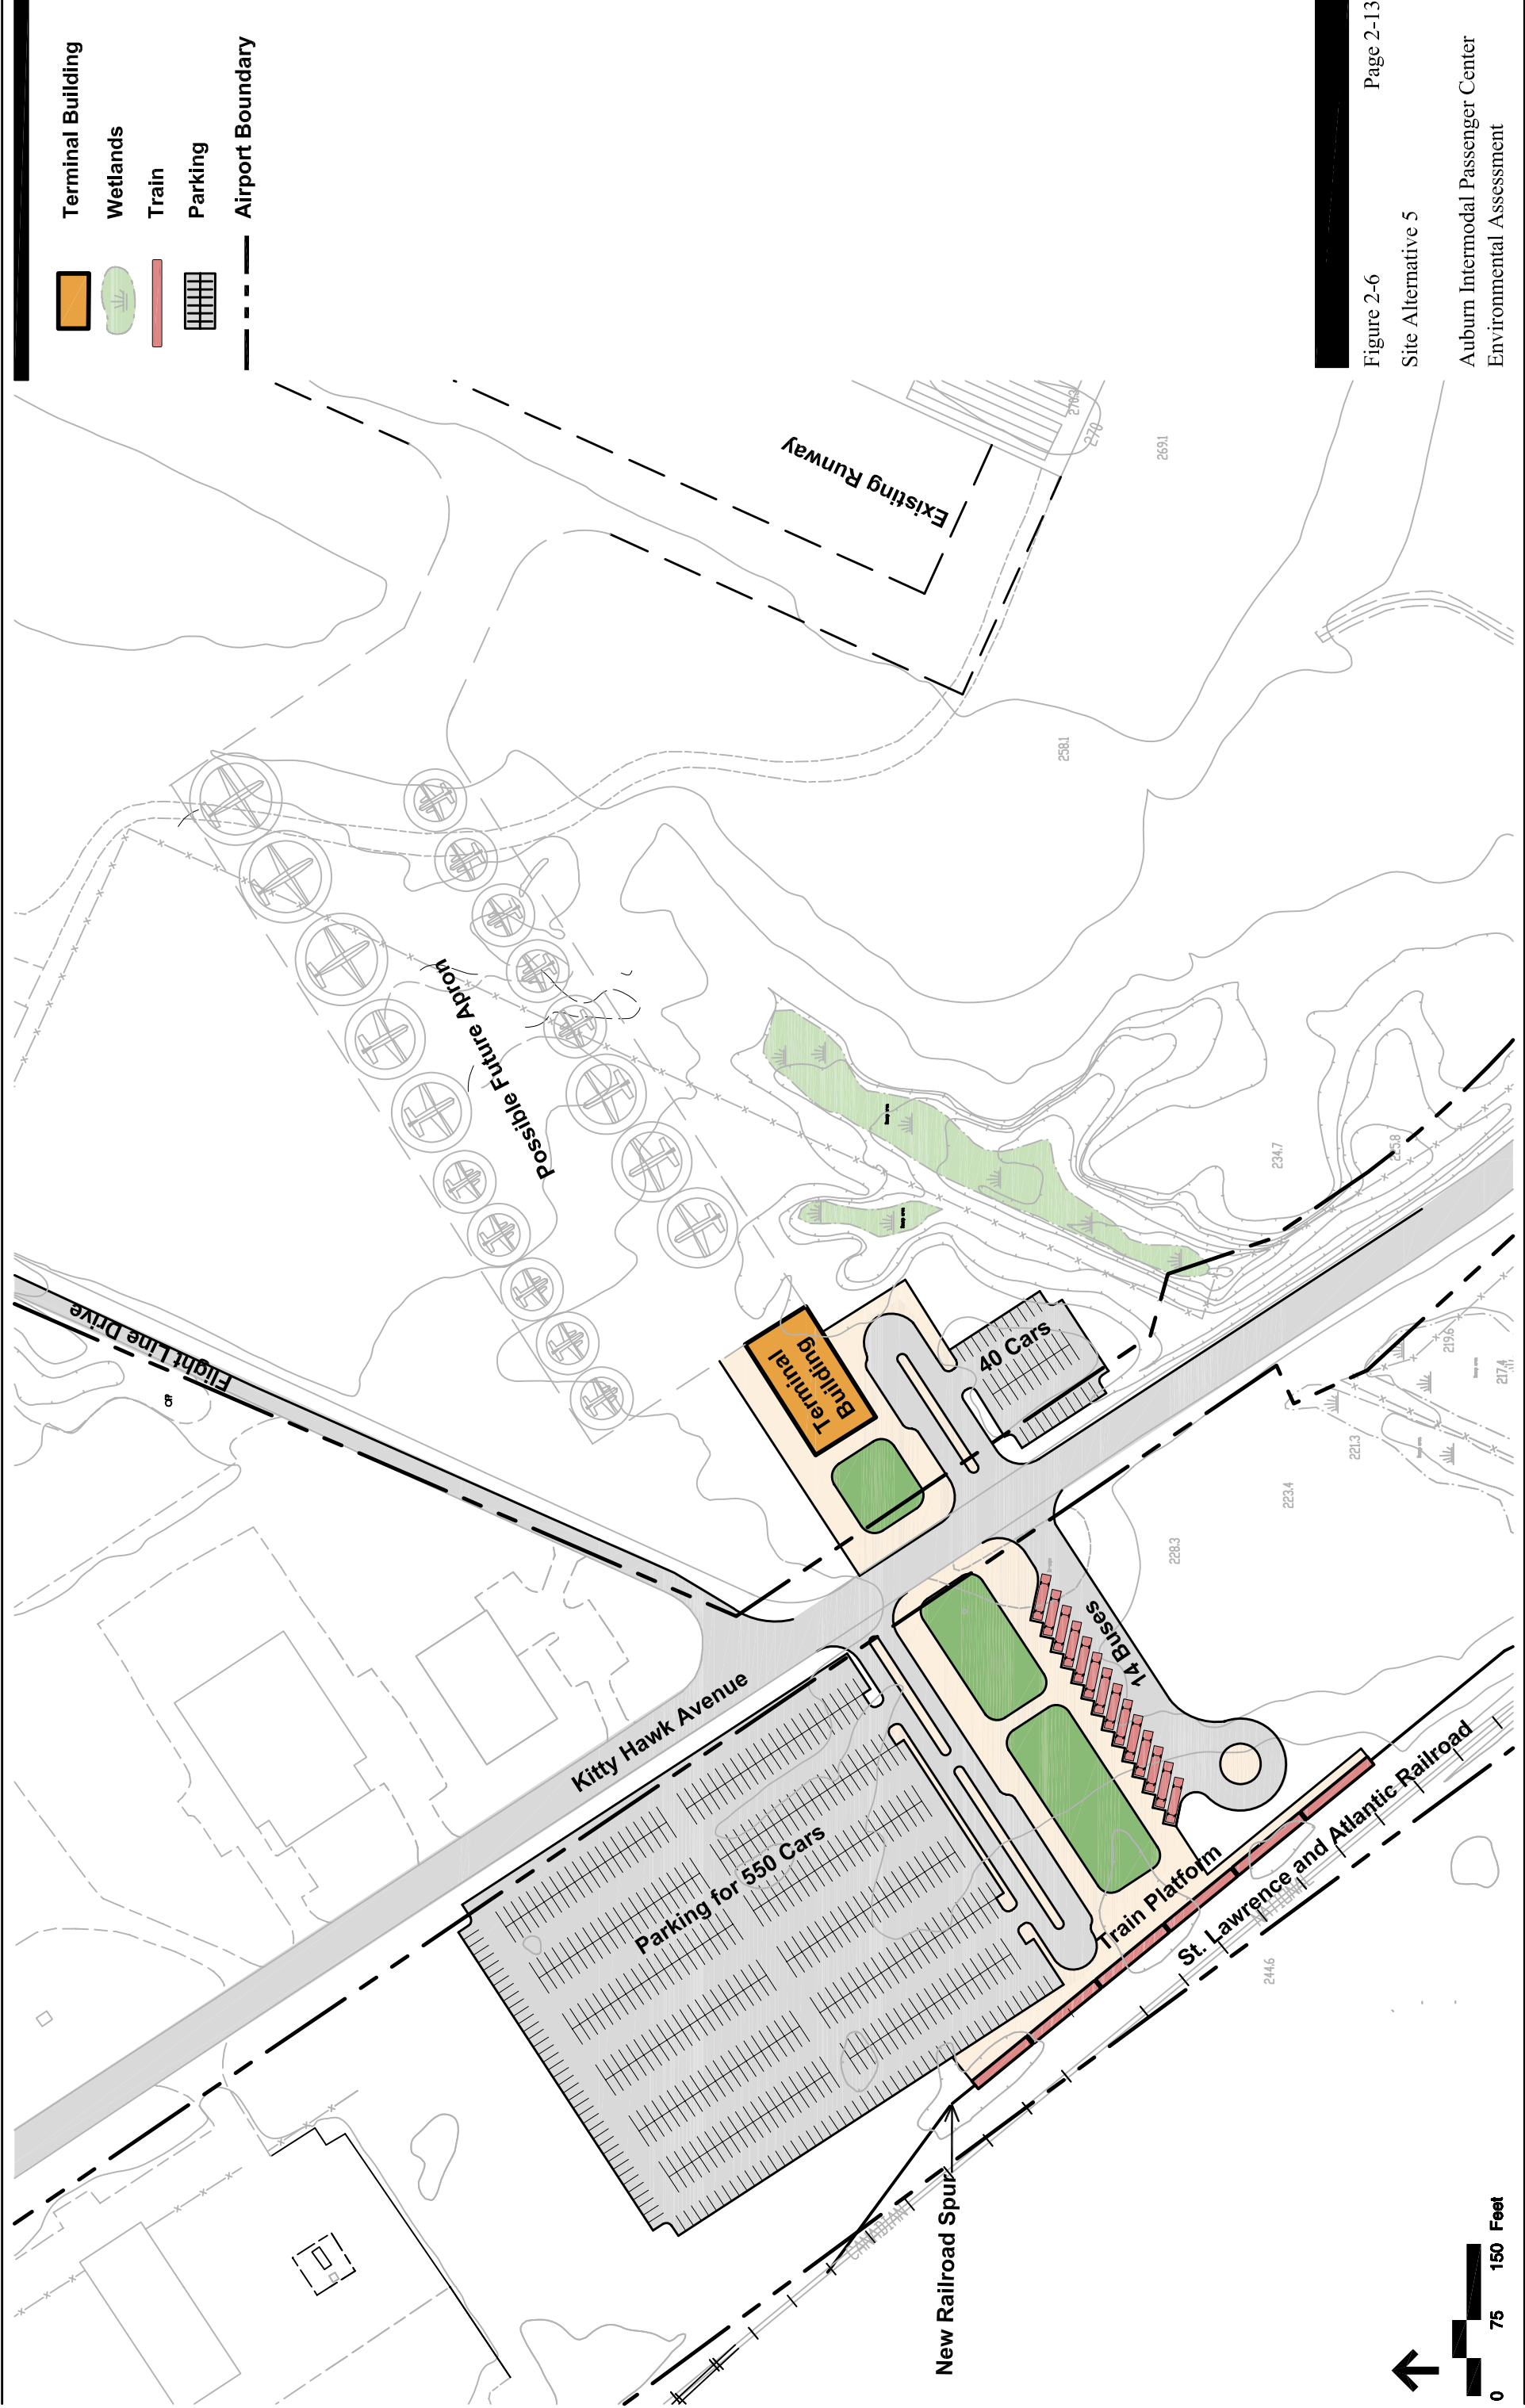 Terminal Building
Wetlands
Train
Parking
Airport Boundary
Flight Line Drive
Possible Future Apron
Existing Runway
270
269.1
258.1
Terminal
Building
40 Cars
234.7
219.6
217.4
221.3
223.4
228.3
Kitty Hawk Avenue
14 Buses
Parking for 550 Cars
Train Platform
St. Lawrence and Atlantic Railroad
NATIONAL
244.6
CANADIAN
New Railroad Spur
0 75 150 Feet
Figure 2-6 Page 2-13
Site Alternative 5
Auburn Intermodal Passenger Center
Environmental Assessment